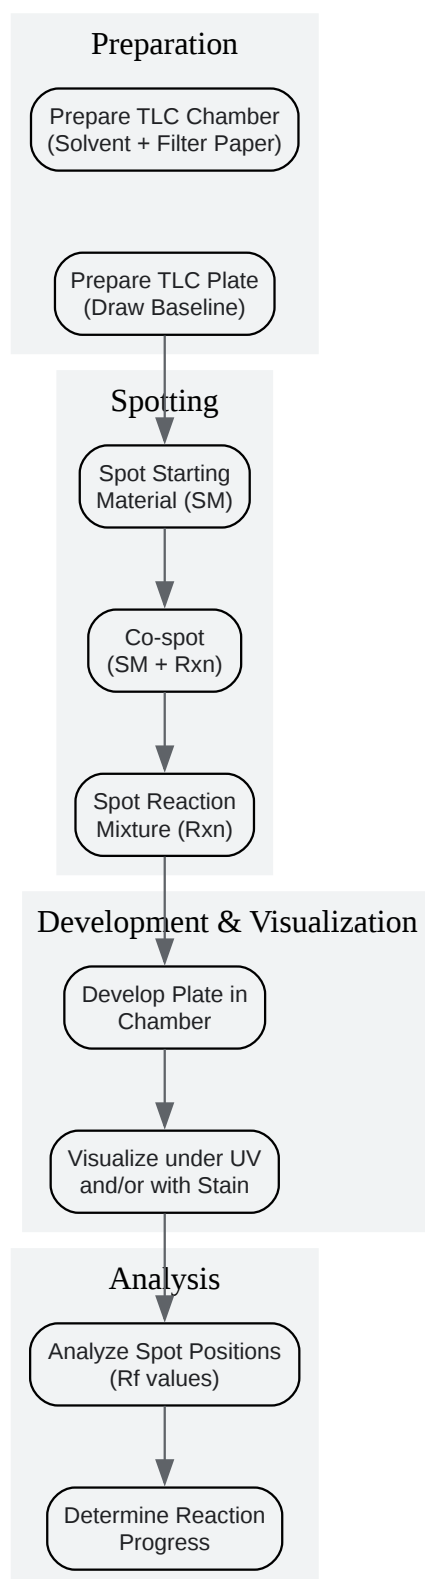 Preparation
Prepare TLC Chamber
(Solvent + Filter Paper)
Prepare TLC Plate
(Draw Baseline)
Spotting
Spot Starting
Material (SM)
Co-spot
(SM + Rxn)
Spot Reaction
Mixture (Rxn)
Development & Visualization
Develop Plate in
Chamber
Visualize under UV
and/or with Stain
Analysis
Analyze Spot Positions
(Rf values)
Determine Reaction
Progress